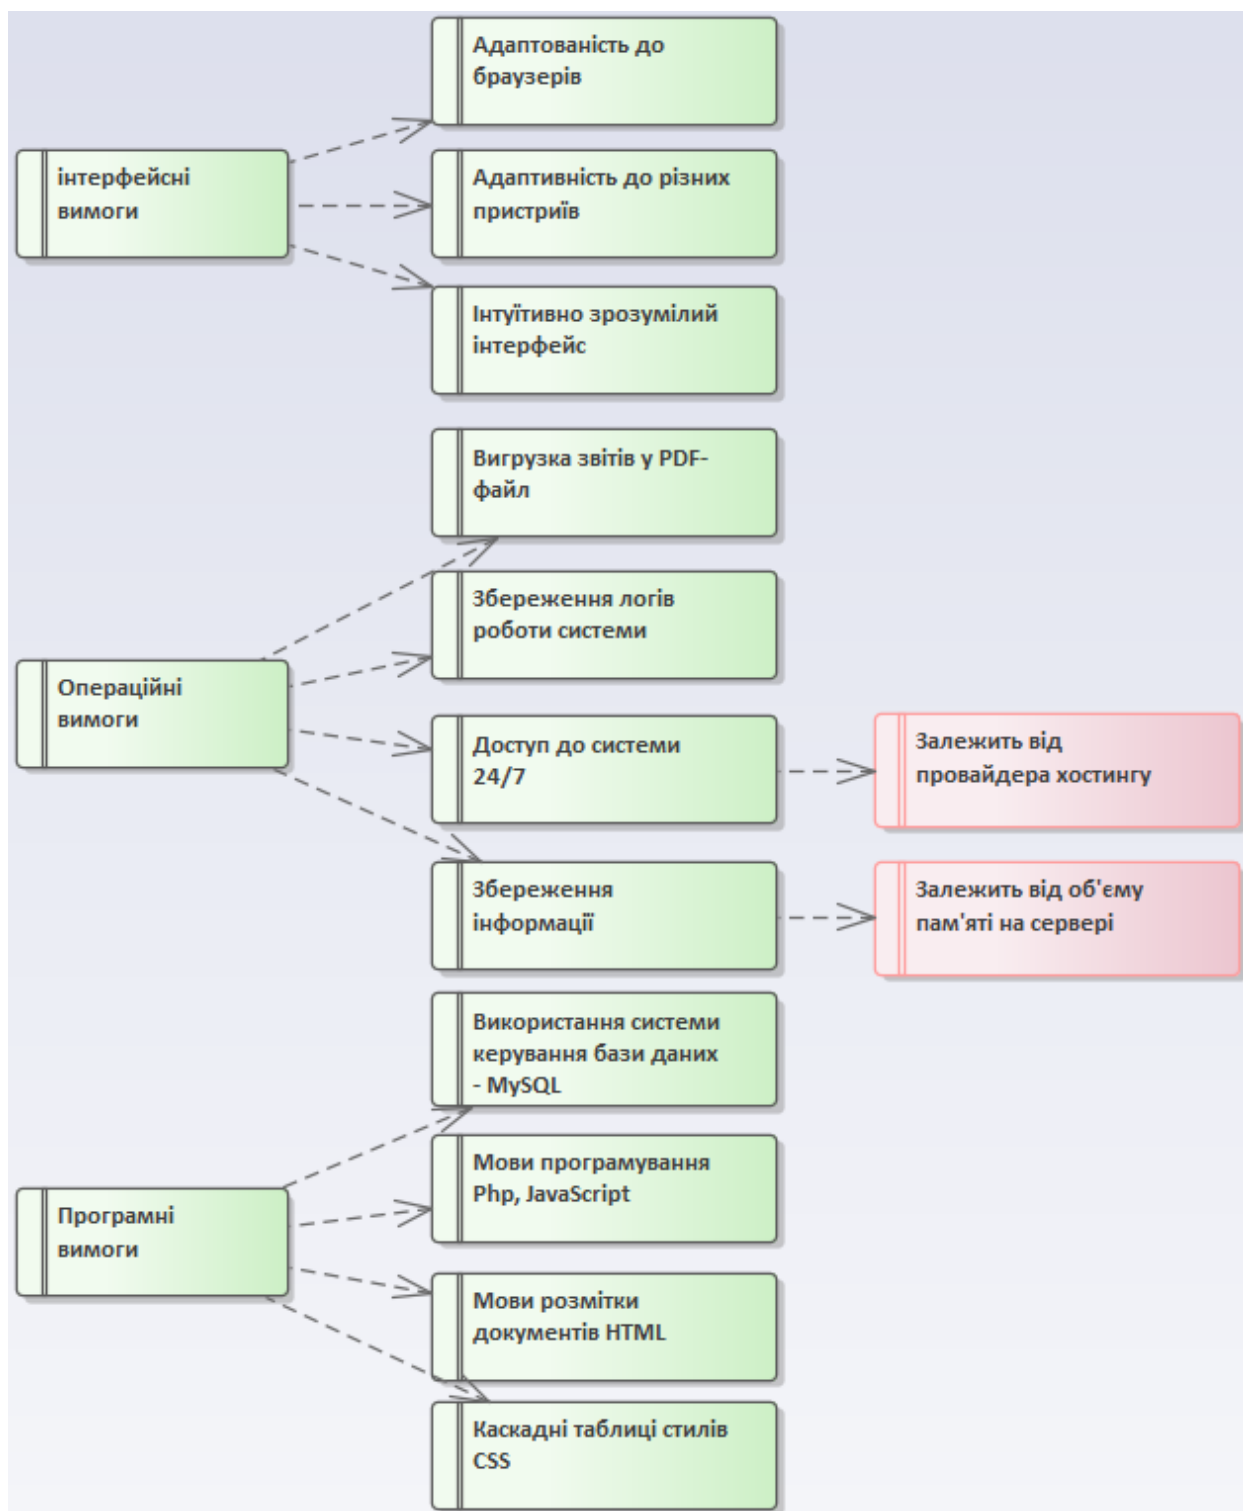 Адаптованість до
браузерів
інтерфейсні
вимоги
Адаптивність до різних
пристриїв
Інтуїтивно зрозумілий
інтерфейс
Вигрузка звітів у PDF-
файл
Збереження логів
роботи системи
Операційні
вимоги
Доступ до системи
24/7
Залежить від
провайдера хостингу
Збереження
інформації
Залежить від об'єму
пам'яті на сервері
Використання системи
керування бази даних
- MySQL
Мови програмування
Php, JavaScript
Програмні
вимоги
Мови розмітки
документів HTML
Каскадні таблиці стилів
CSS